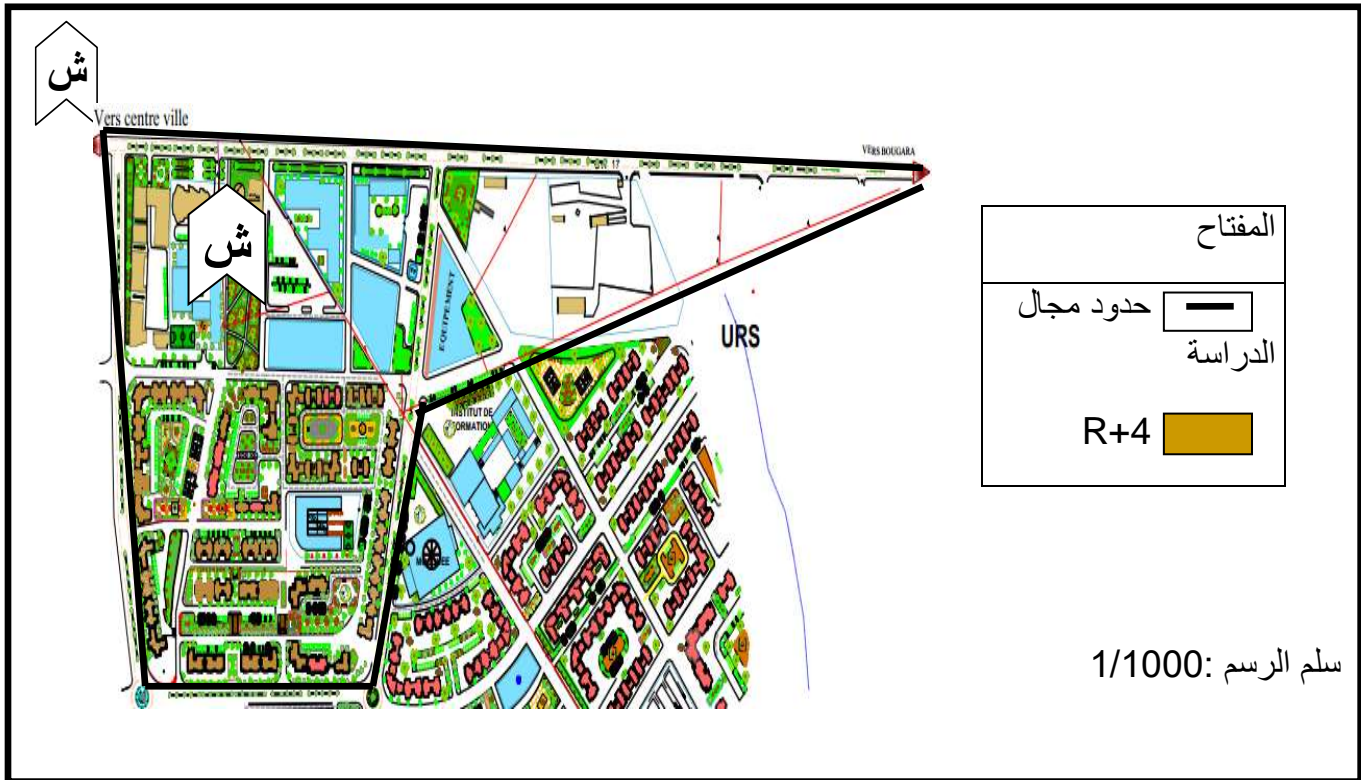 ش
Vers centre ville
VERS BOUGARA
17
ش
EQUIPEMENT
URS
INSTITUT DE
FORMATION
المفتاح
حدود مجال
الدراسة
R+4
سلم الرسم :1/1000